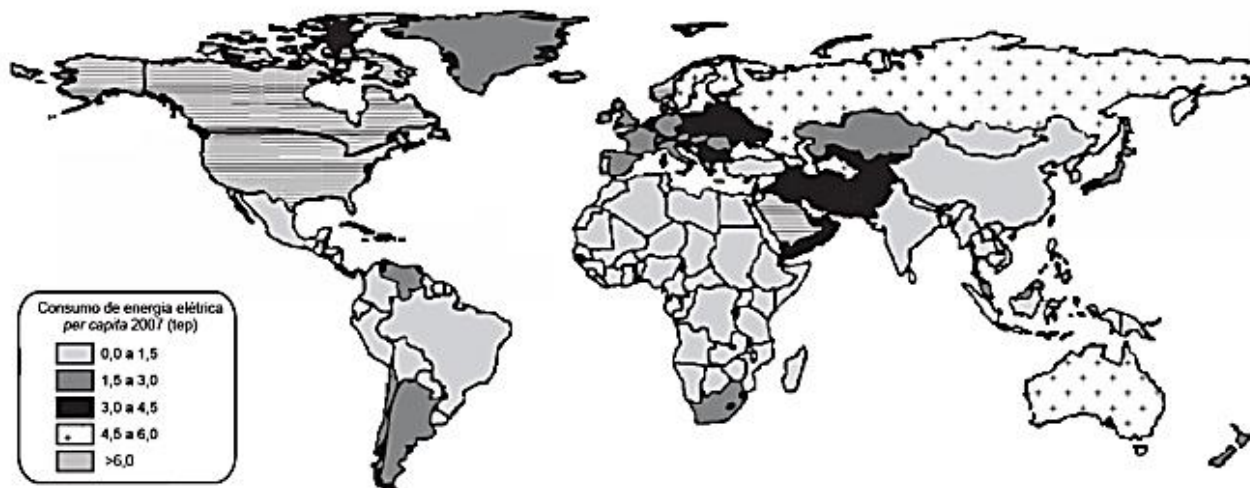 Consumo de energia elétrica
per capita 2007 (tep)
0,0 a 1,5
1,5 a 3,0
3,0 a 4,5
4,5 a 6,0
>6,0